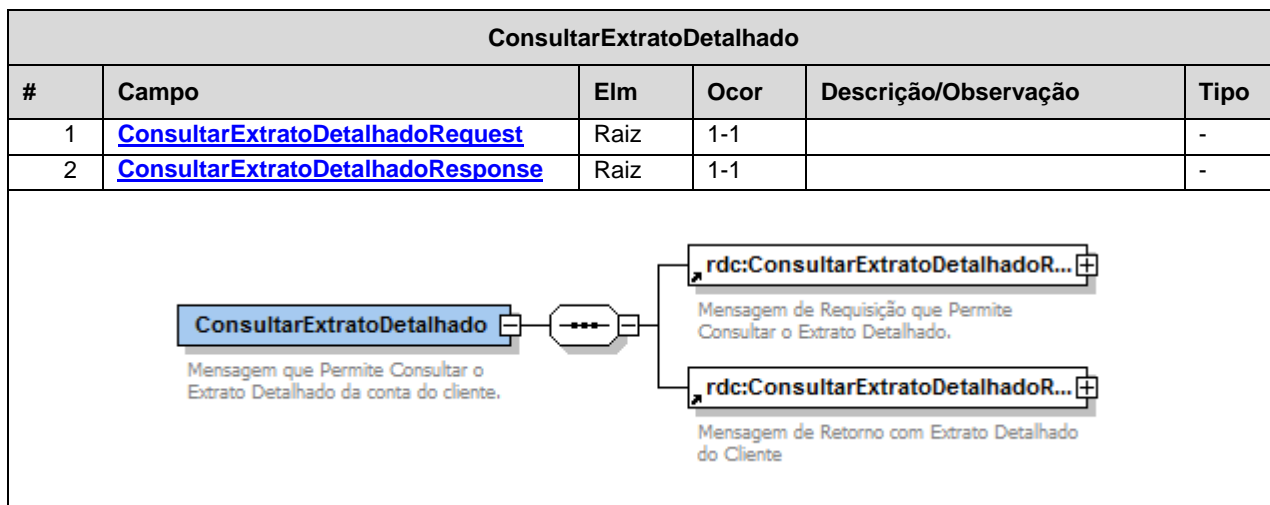 ConsultarExtratoDetalhado
# Campo Elm Ocor Descrição/Observação Tipo
1 ConsultarExtratoDetalhadoRequest Raiz 1-1 -
2 ConsultarExtratoDetalhadoResponse Raiz 1-1 -
rdc:ConsultarExtratoDetalhadoR...
Mensagem de Requisição que Permite
Consultar o Extrato Detalhado.
ConsultarExtratoDetalhado
Mensagem que Permite Consultar o
Extrato Detalhado da conta do cliente.
rdc:ConsultarExtratoDetalhadoR...
Mensagem de Retorno com Extrato Detalhado
do Cliente